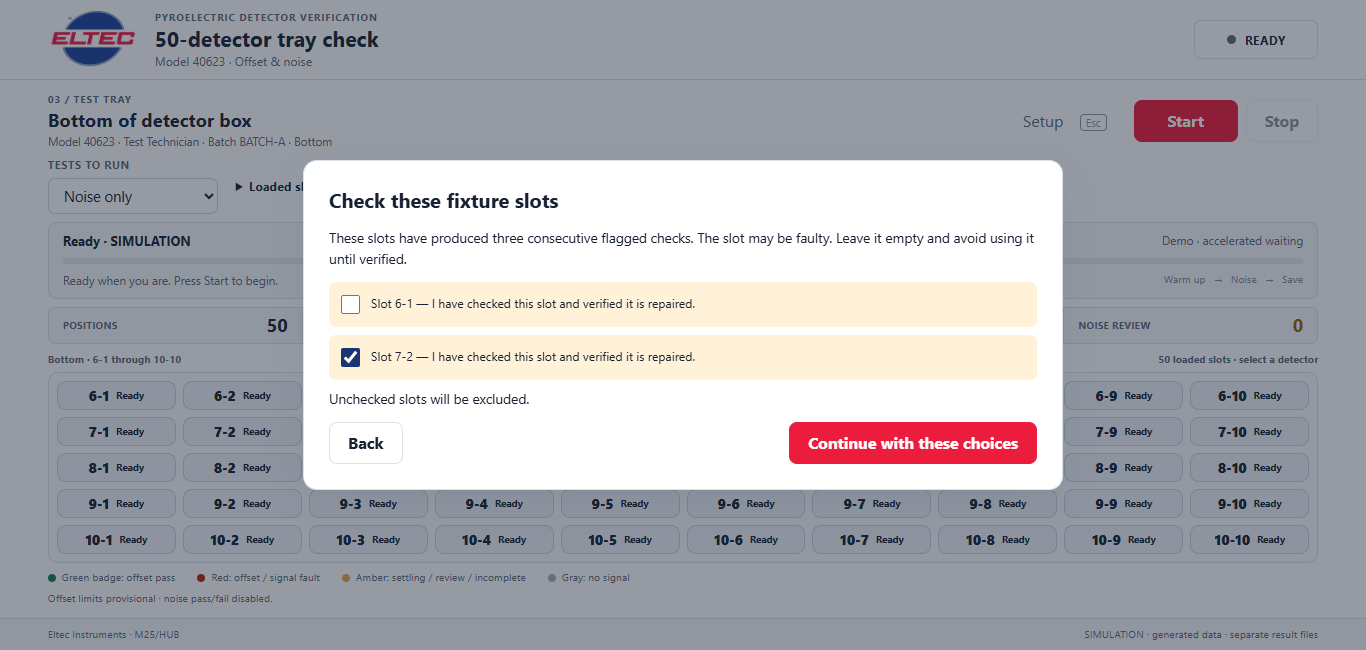 ELTEC
PYROELECTRIC DETECTOR VERIFICATION
50-detector tray check
Model 40623 · Offset & noise
READY
03 / TEST TRAY
Bottom of detector box
Model 40623 · Test Technician · Batch BATCH-A · Bottom
Setup Esc Start Stop
TESTS TO RUN
Noise only
Loaded
Ready · SIMULATION
Demo · accelerated waiting
Ready when you are. Press Start to begin.
Warm up → Noise → Save
POSITIONS 50
NOISE REVIEW 0
Bottom · 6-1 through 10-10
50 loaded slots · select a detector
Check these fixture slots
These slots have produced three consecutive flagged checks. The slot may be faulty. Leave it empty and avoid using it
until verified.
Slot 6-1 — I have checked this slot and verified it is repaired.
Slot 7-2 — I have checked this slot and verified it is repaired.
Unchecked slots will be excluded.
Back
Continue with these choices
6-1 Ready 6-2 Ready 6-9 Ready 6-10 Ready
7-1 Ready 7-2 Ready 7-9 Ready 7-10 Ready
8-1 Ready 8-2 Ready 8-9 Ready 8-10 Ready
9-1 Ready 9-2 Ready 9-3 Ready 9-4 Ready 9-5 Ready 9-6 Ready 9-7 Ready 9-8 Ready 9-9 Ready 9-10 Ready
10-1 Ready 10-2 Ready 10-3 Ready 10-4 Ready 10-5 Ready 10-6 Ready 10-7 Ready 10-8 Ready 10-9 Ready 10-10 Ready
Green badge: offset pass Red: offset / signal fault Amber: settling / review / incomplete Gray: no signal
Offset limits provisional · noise pass/fail disabled.
Eltec Instruments · M25/HUB
SIMULATION · generated data · separate result files